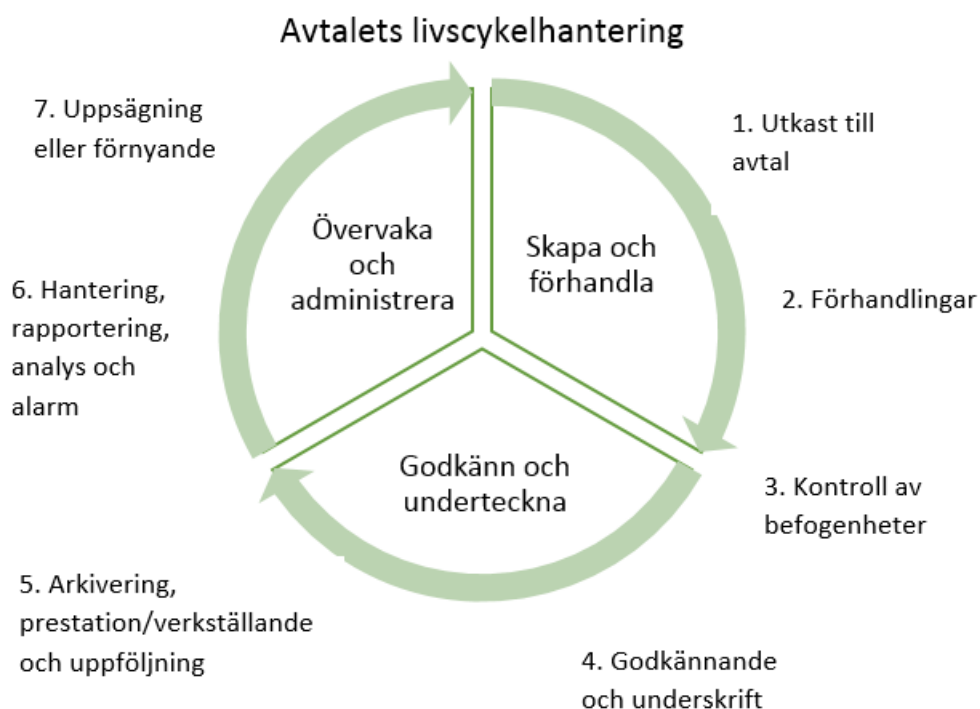 Avtalets livscykelhantering
7. Uppsägning
eller förnyande
1. Utkast till
avtal
Övervaka
och
administrera
Skapa och
förhandla
6. Hantering,
rapportering,
analys och
alarm
2. Förhandlingar
Godkänn och
underteckna
3. Kontroll av
befogenheter
5. Arkivering,
prestation/verkställande
och uppföljning
4. Godkännande
och underskrift